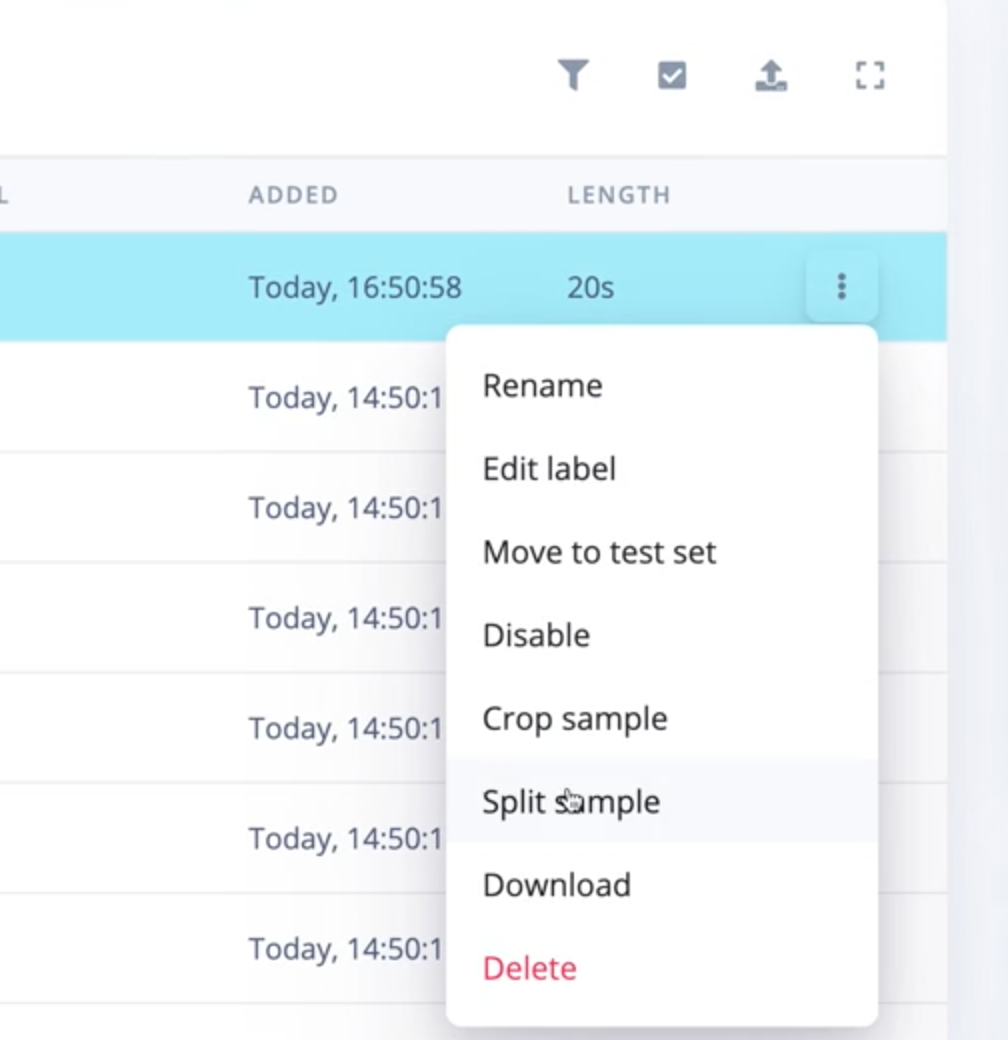 L ADDED LENGTH
Today, 16:50:58 20s
Rename
Today, 14:50:1
Edit label
Today, 14:50:1
Move to test set
Today, 14:50:1
Disable
Crop sample
Today, 14:50:1
Split sample
Today, 14:50:1
Download
Today, 14:50:1
Delete